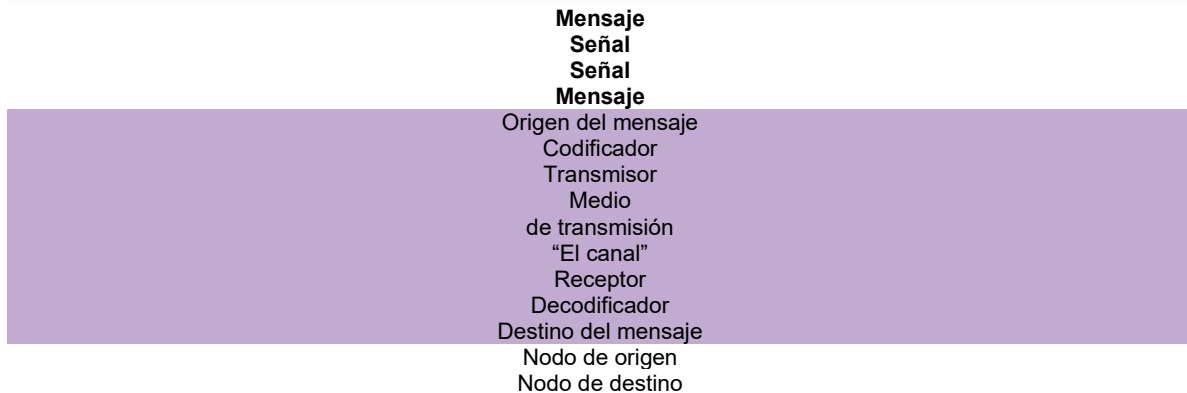 Mensaje
Señal
Señal
Mensaje
Origen del mensaje
Codificador
Transmisor
Medio
de transmisión
“El canal”
Receptor
Decodificador
Destino del mensaje
Nodo de origen
Nodo de destino